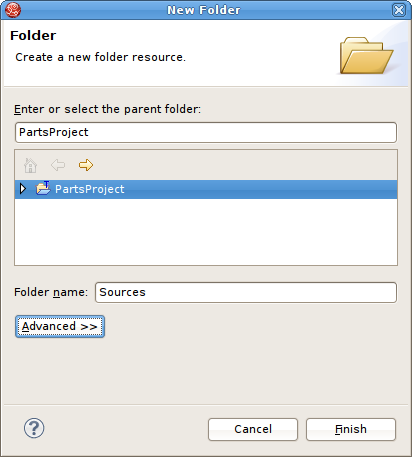 New Folder
Folder
Create a new folder resource.
Enter or select the parent folder:
PartsProject
PartsProject
Folder name: Sources
Advanced >>
Cancel Finish